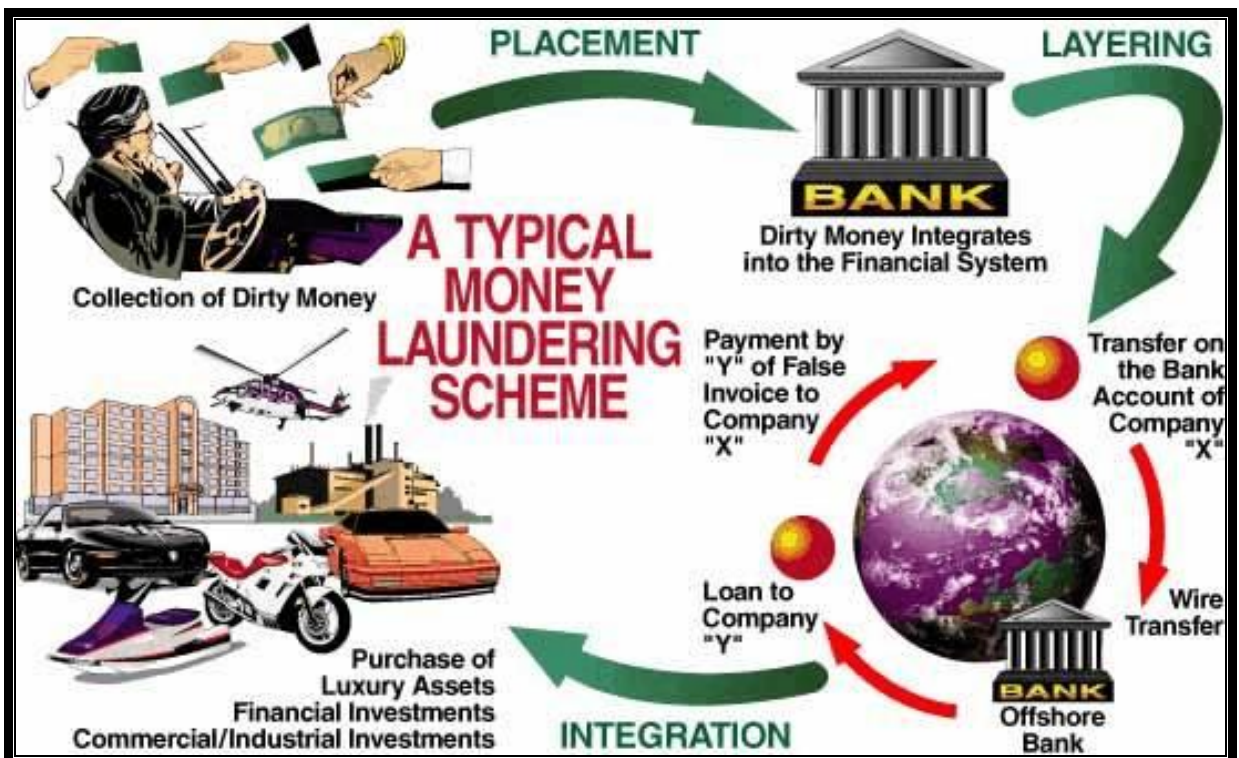 PLACEMENT
LAYERING
BANK
Dirty Money Integrates
into the Financial System
Collection of Dirty Money
A TYPICAL
MONEY
LAUNDERING
SCHEME
Payment by
"Y" of False
Invoice to
Company
"X"
Transfer on
the Bank
Account of
Company
"X"
Wire
Transfer
BANK
Offshore
Bank
Loan to
Company
"Y"
INTEGRATION
Purchase of
Luxury Assets
Financial Investments
Commercial/Industrial Investments